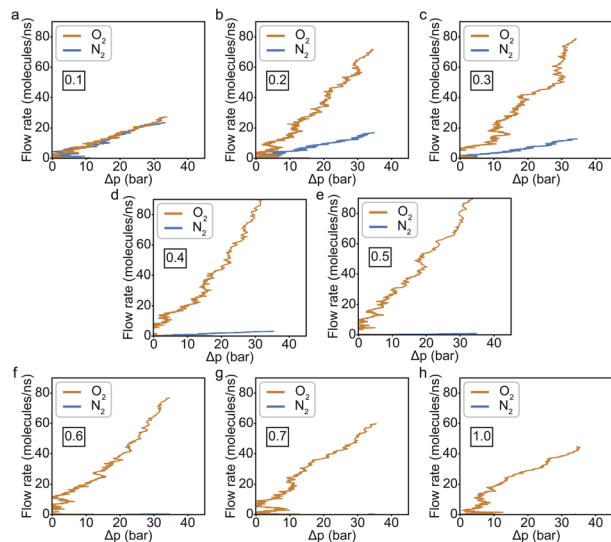 a b c
O₂ O₂ O₂
N₂ N₂ N₂
0.1 0.2 0.3
Flow rate (molecules/ns) Flow rate (molecules/ns) Flow rate (molecules/ns)
80 80 80
60 60 60
40 40 40
20 20 20
0 0 0
0 10 20 30 40 0 10 20 30 40 0 10 20 30 40
Δp (bar) Δp (bar) Δp (bar)
d e
O₂ O₂
N₂ N₂
0.4 0.5
Flow rate (molecules/ns) Flow rate (molecules/ns)
80 80
60 60
40 40
20 20
0 0
0 10 20 30 40 0 10 20 30 40
Δp (bar) Δp (bar)
f g h
O₂ O₂ O₂
N₂ N₂ N₂
0.6 0.7 1.0
Flow rate (molecules/ns) Flow rate (molecules/ns) Flow rate (molecules/ns)
80 80 80
60 60 60
40 40 40
20 20 20
0 0 0
0 10 20 30 40 0 10 20 30 40 0 10 20 30 40
Δp (bar) Δp (bar) Δp (bar)